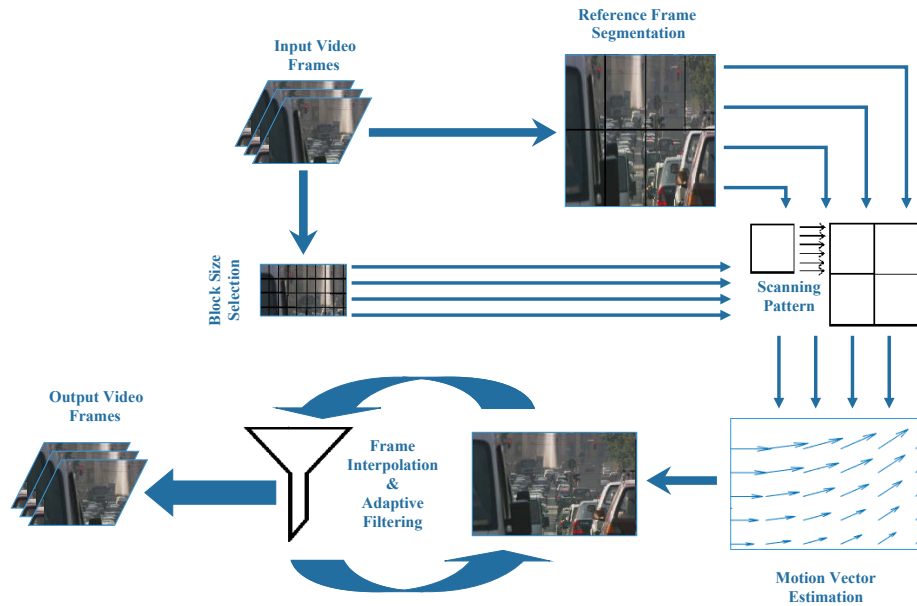 Reference Frame
Segmentation
Input Video
Frames
Block Size
Selection
Scanning
Pattern
Output Video
Frames
Frame
Interpolation
&
Adaptive
Filtering
Motion Vector
Estimation